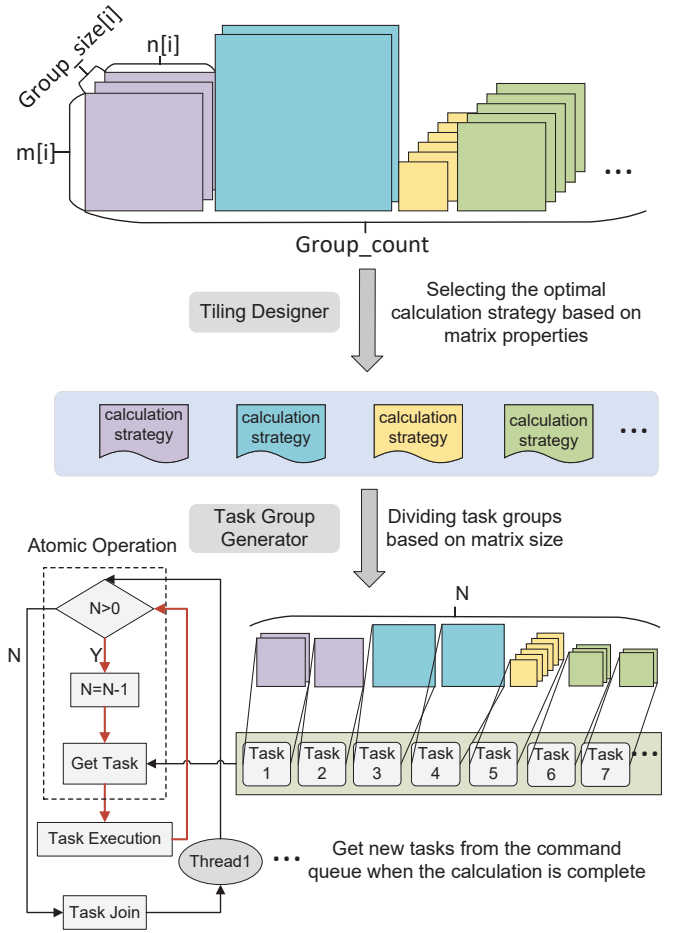 Group_size[i]
n[i]
m[i]
...
Group_count
Tiling Designer
Selecting the optimal
calculation strategy based on
matrix properties
calculation
strategy
calculation
strategy
calculation
strategy
calculation
strategy
...
Task Group
Generator
Dividing task groups
based on matrix size
Atomic Operation
N
N>0
N
Y
N=N-1
Get Task
Task
1
Task
2
Task
3
Task
4
Task
5
Task
6
Task
7
...
Task Execution
Thread1
...
Get new tasks from the command
queue when the calculation is complete
Task Join